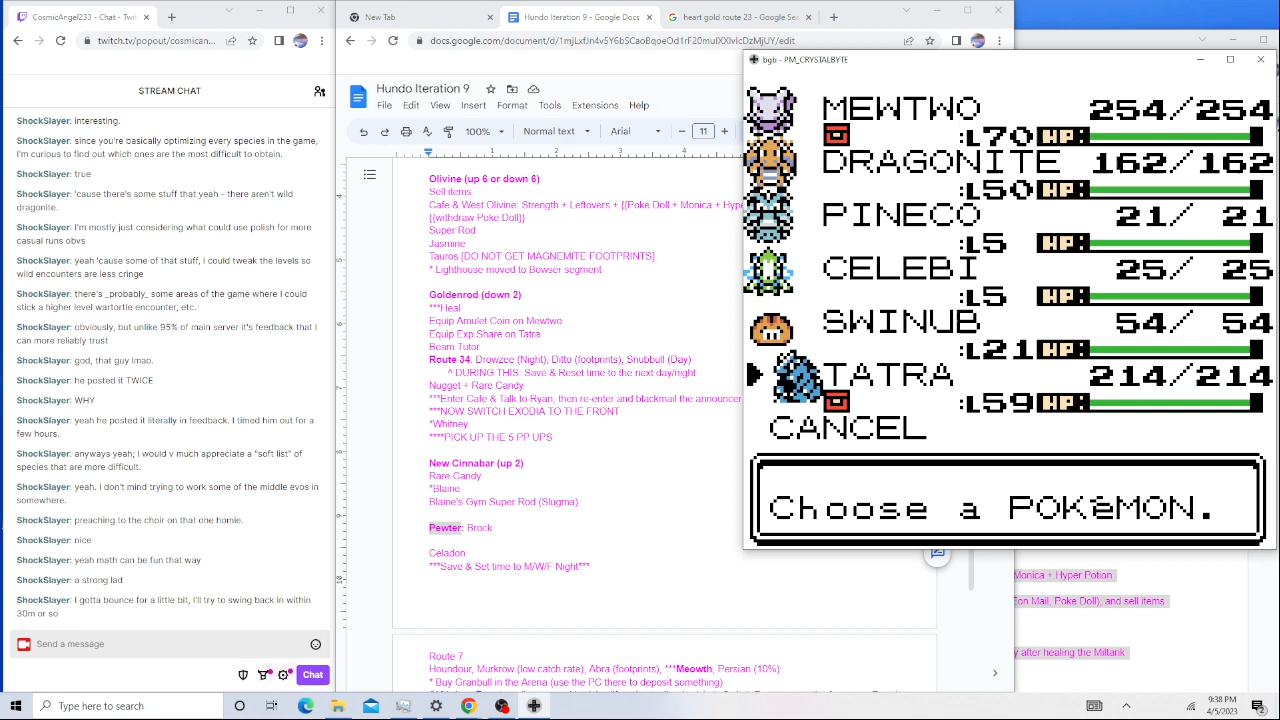 CosmicAngel233 - Chat - Twit
twitch.tv/popout/cosmican...
STREAM CHAT
ShockSlayer: interesting.
ShockSlayer: since you're basically optimizing every species in the game,
I'm curious to find out which ones are the most difficult to obtain.
ShockSlayer: true
ShockSlayer: 'cause there's some stuff that yeah - there aren't wild
dragonite.
ShockSlayer: I'm mostly just considering what could use polish for more
casual runs obvs
ShockSlayer: yeah 'cause some of that stuff, I could tweak the levels so
wild encounters are less cringe
ShockSlayer: there's _probably_ some areas of the game where I could
stick a higher level wartortle encounter, etc.
ShockSlayer: obviously, but unlike 95% of main server it's feedback that I
can more reliably trust
ShockSlayer: god, that guy lmao.
ShockSlayer: he posted it TWICE
ShockSlayer: WHY
ShockSlayer: yeah he posted it literally in feedback. I timed him out for a
few hours.
ShockSlayer: anyways yeah; I would v much appreciate a "soft list" of
species that are more difficult.
ShockSlayer: yeah. I don't mind trying to work some of the middle evos in
somewhere.
ShockSlayer: preaching to the choir on that one homie.
ShockSlayer: nice
ShockSlayer: yeah math can be fun that way
ShockSlayer: a strong lad
ShockSlayer: I gotta bounce for a little bit, I'll try to swing back in within
30m or so
Send a message
Chat
New Tab
Hundo Iteration 9 - Google Docs
heart gold route 23 - Google Sea
docs.google.com/document/d/1mjLxfJn4v5Y6bSCaoBqoeOd1rF20mulXXlvlcDzMjUY/edit
Hundo Iteration 9
File Edit View Insert Format Tools Extensions Help
100% Normal text Arial 11
1 2 3 4
Olivine (up 6 or down 6)
Sell items
Cafe & West Olivine: Strength + Leftovers + {{Poke Doll + Monica + Hype
{{withdraw Poke Doll}}
Super Rod
Jasmine
Tauros [DO NOT GET MAGNEMITE FOOTPRINTS]
* Lighthouse moved to Bowser segment
Goldenrod (down 2)
***Heal
Equip Amulet Coin on Mewtwo
Equip Exp Share on Tatra
Beam Tutor
Route 34: Drowzee (Night), Ditto (footprints), Snubbull (Day)
^ DURING THIS: Save & Reset time to the next day/night
Nugget + Rare Candy
***Enter Cafe & Talk to Ryan, then re-enter and blackmail the announcer
***NOW SWITCH EXODIA TO THE FRONT
*Whitney
****PICK UP THE 5 PP UPS
New Cinnabar (up 2)
Rare Candy
*Blaine
Blaine's Gym Super Rod (Slugma)
Pewter: Brock
Celadon
***Save & Set time to M/W/F Night***
Route 7
Houndour, Murkrow (low catch rate), Abra (footprints), ***Meowth, Persian (10%)
* Buy Granbull in the Arena (use the PC there to deposit something)
bgb - PM_CRYSTALBYTE
MEWTWO 254/254
:L70 HP:
DRAGONITE 162/162
:L50 HP:
PINECO 21/ 21
:L5 HP:
CELEBI 25/ 25
:L5 HP:
SWINUB 54/ 54
:L21 HP:
TATRA 214/214
:L59 HP:
CANCEL
Choose a POKéMON.
Monica + Hyper Potion
Eon Mail, Poke Doll), and sell items
y after healing the Miltank
Type here to search
9:38 PM
4/5/2023
2